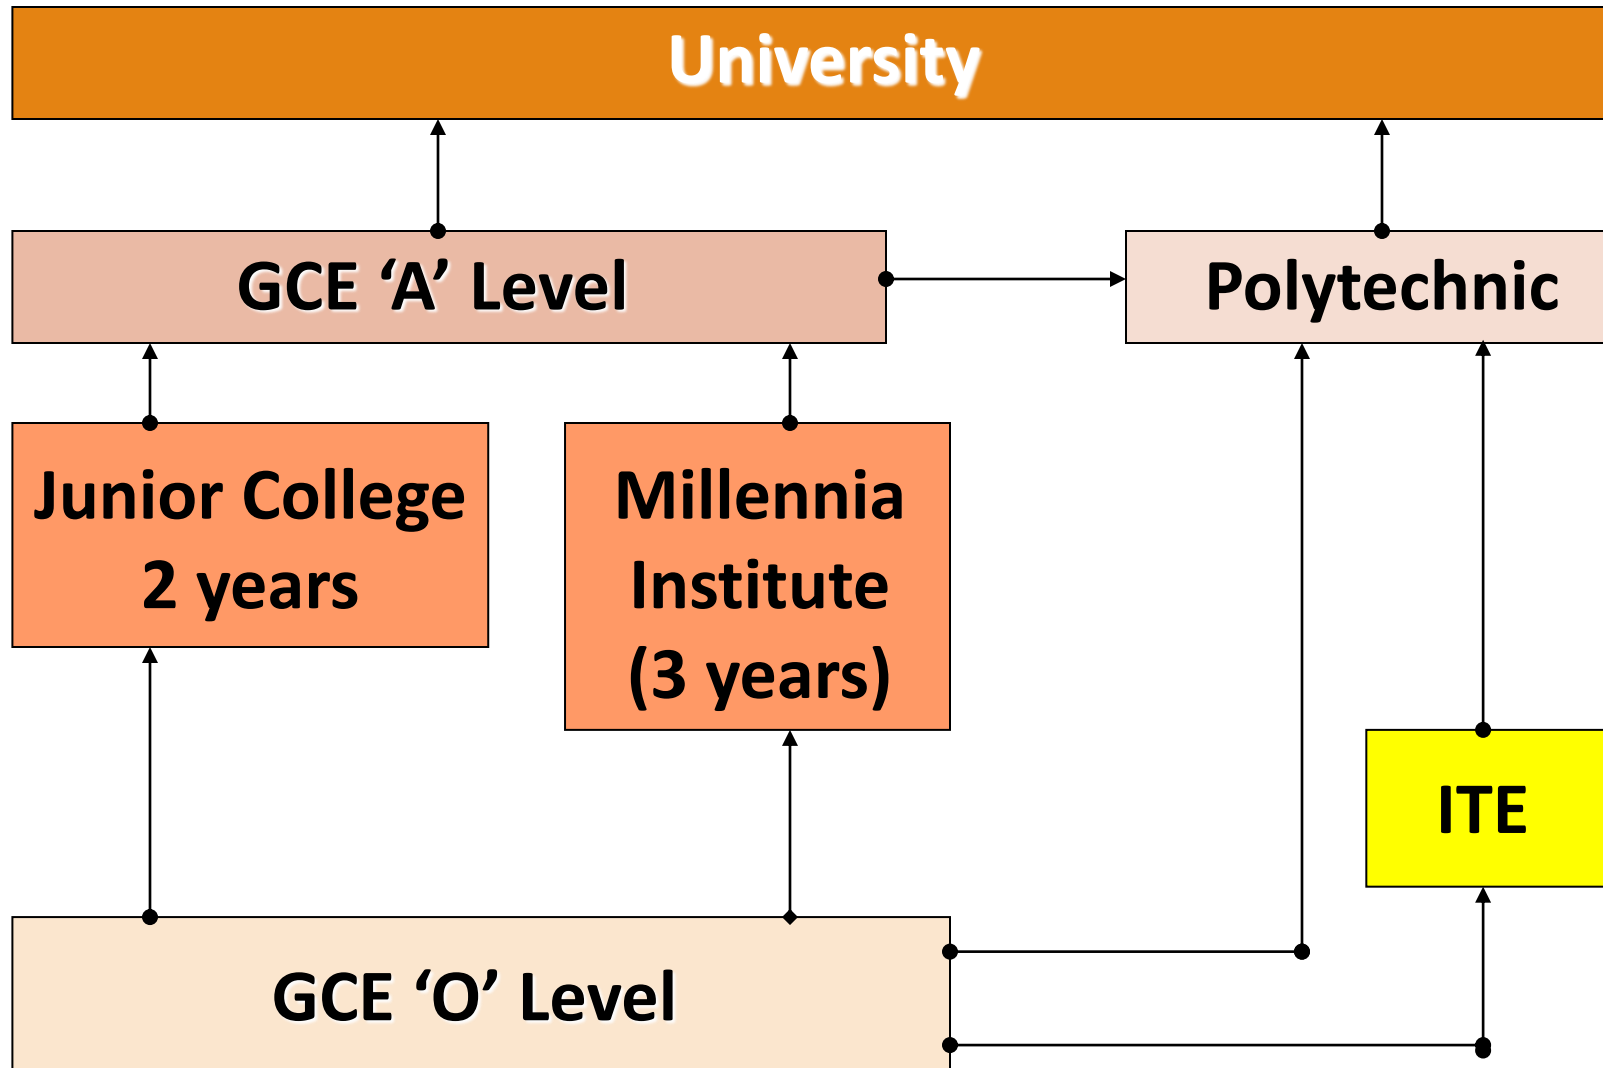 University
GCE ‘A’ Level
Polytechnic
Junior College
2 years
Millennia
Institute
(3 years)
ITE
GCE ‘O’ Level